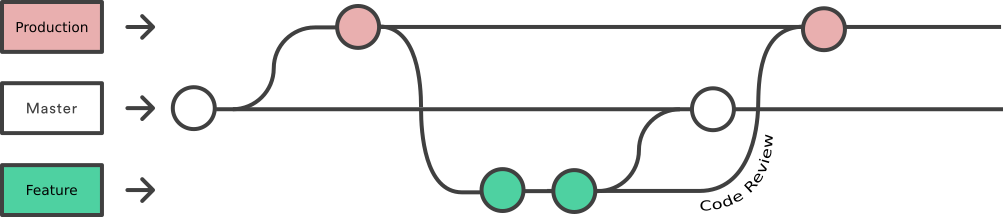 Production
Master
Feature
Code Review